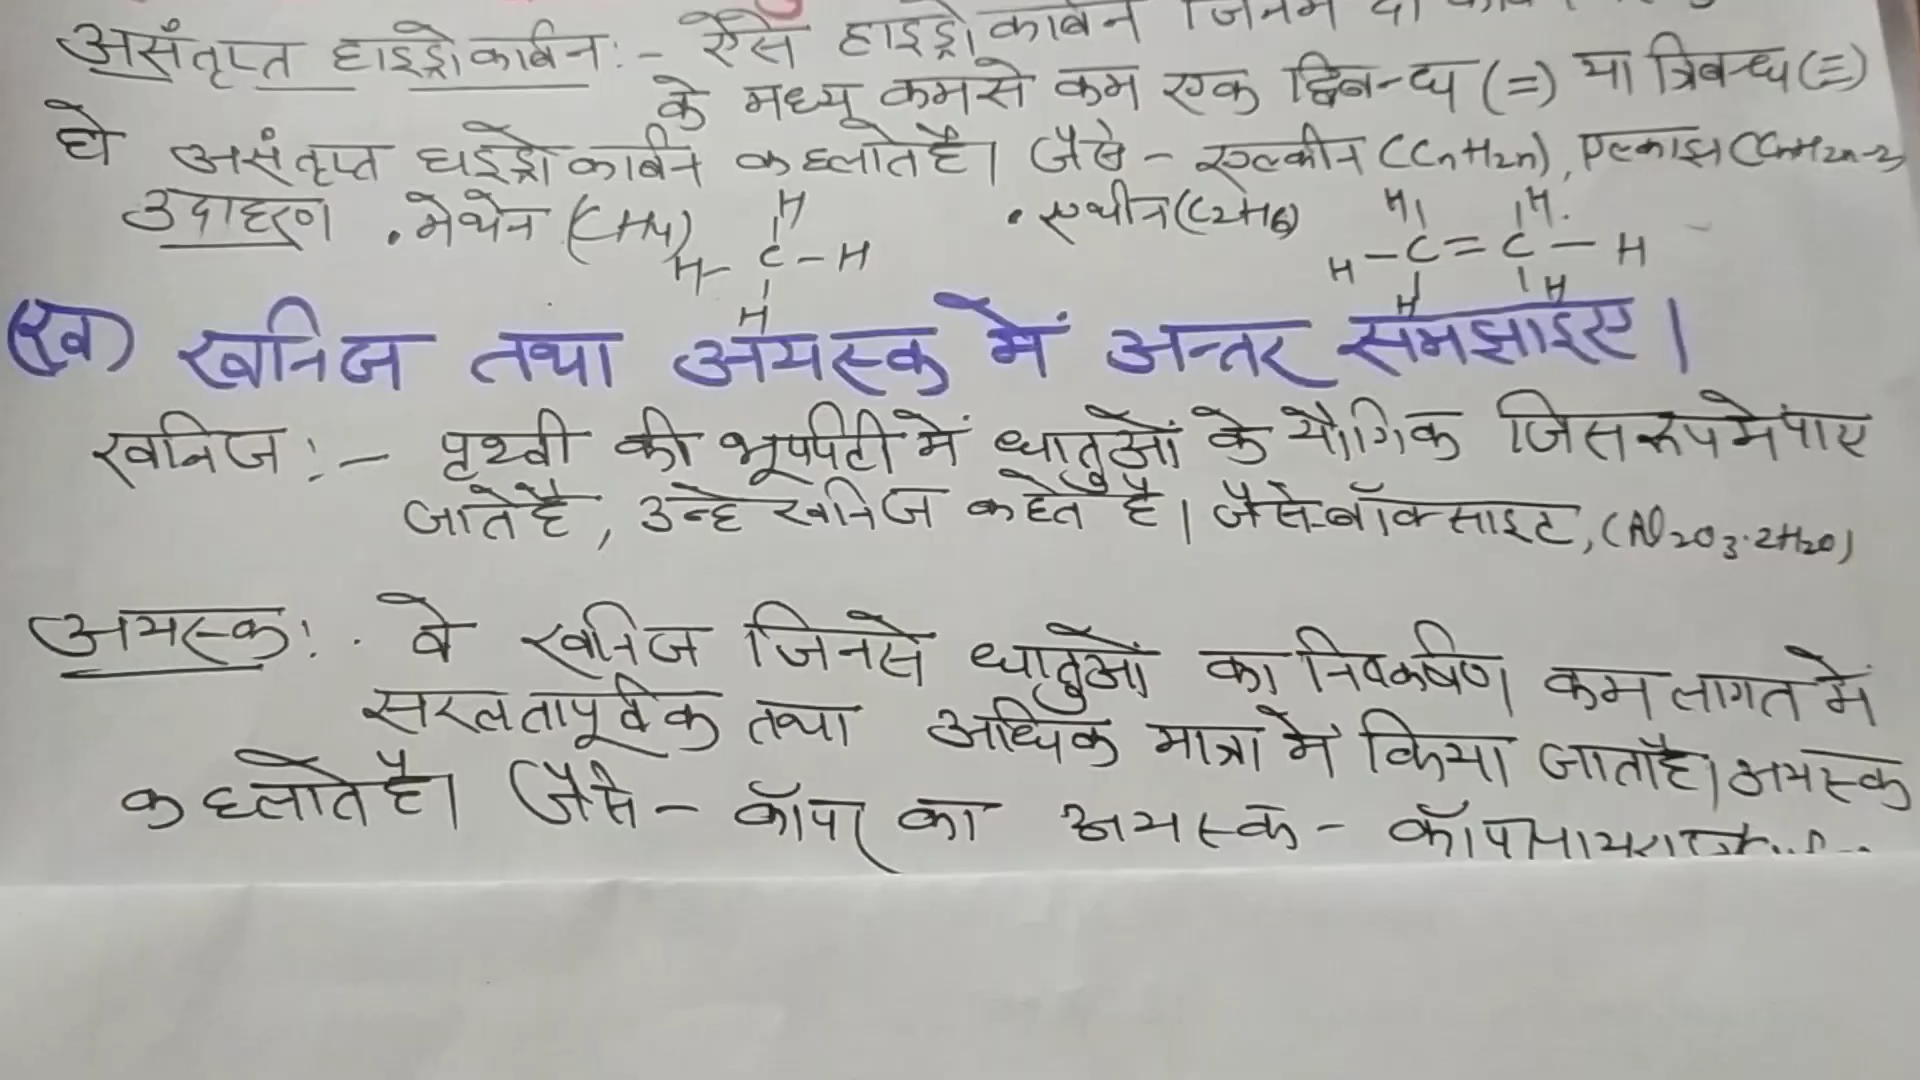 असंतृप्त हाइड्रोकार्बन :- ऐसे हाइड्रोकार्बन जिनमें दो
के मध्य कमसे कम एक द्विबन्ध (=) या त्रिबन्ध (≡)
हो असंतृप्त हाइड्रोकार्बन कहलाते है। जैसे - एल्कीन (CnH2n), एल्काइन (CnH2n-2
उदाहरण . मेथेन (CH4) H H-C-H H . एथीन (C2H6) H H H-C=C-H H H
(ख) खनिज तथा अयस्क में अन्तर समझाइए।
खनिज :- पृथ्वी की भूपर्पटी में धातुओं के यौगिक जिस रूप मे पाए
जाते है, उन्हे खनिज कहते है। जैसे-बॉक्साइट, (Al2O3.2H2O)
अयस्क : . वे खनिज जिनसे धातुओं का निष्कर्षण कम लागत में
सरलतापूर्वक तथा अधिक मात्रा में किया जाता है। अयस्क
कहलाते है। जैसे - कॉपर का अयस्क -